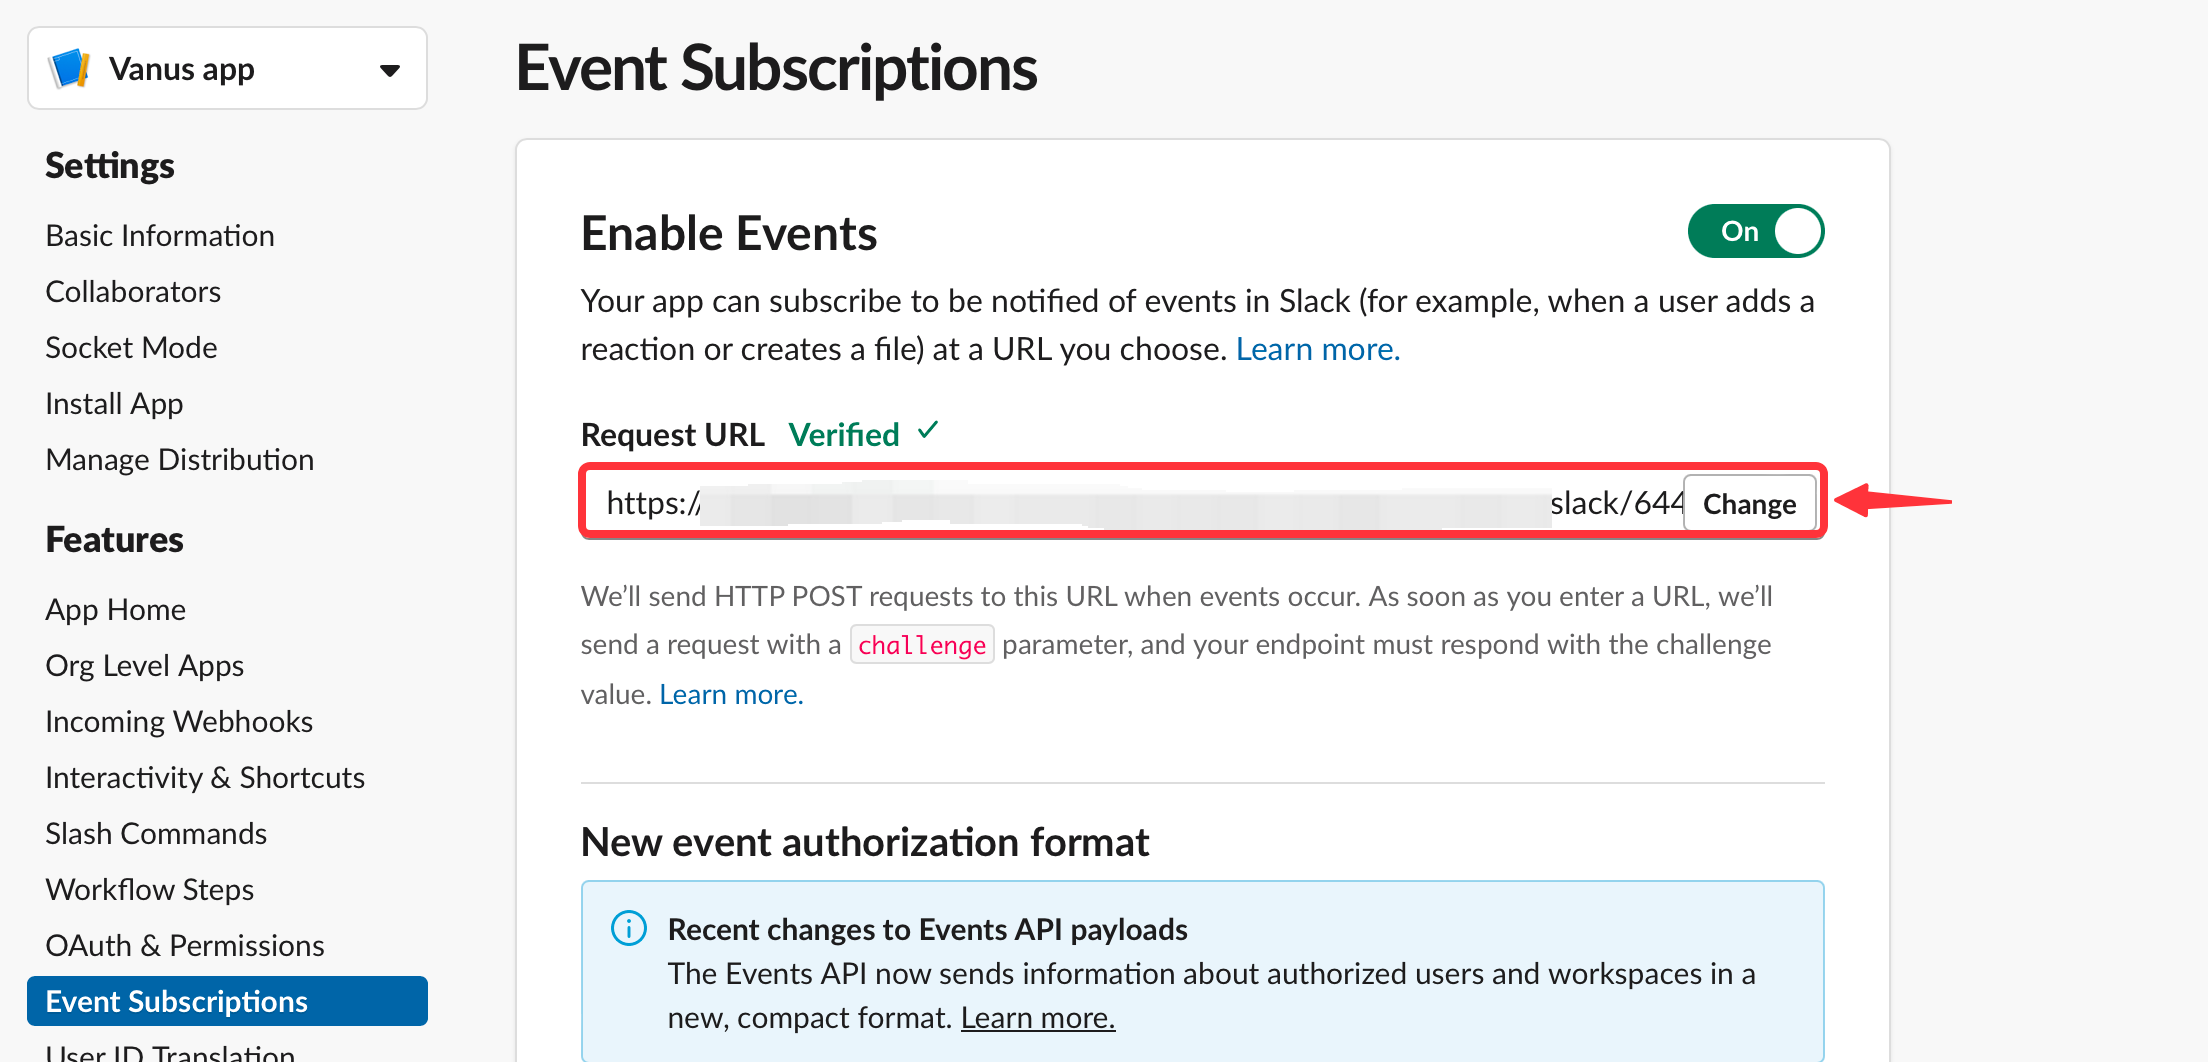 Vanus app
Settings
Basic Information
Collaborators
Socket Mode
Install App
Manage Distribution
Features
App Home
Org Level Apps
Incoming Webhooks
Interactivity & Shortcuts
Slash Commands
Workflow Steps
OAuth & Permissions
Event Subscriptions
User ID Translation
Event Subscriptions
Enable Events
On
Your app can subscribe to be notified of events in Slack (for example, when a user adds a
reaction or creates a file) at a URL you choose. Learn more.
Request URL Verified ✓
https:// slack/644 Change
We’ll send HTTP POST requests to this URL when events occur. As soon as you enter a URL, we’ll
send a request with a challenge parameter, and your endpoint must respond with the challenge
value. Learn more.
New event authorization format
Recent changes to Events API payloads
The Events API now sends information about authorized users and workspaces in a
new, compact format. Learn more.